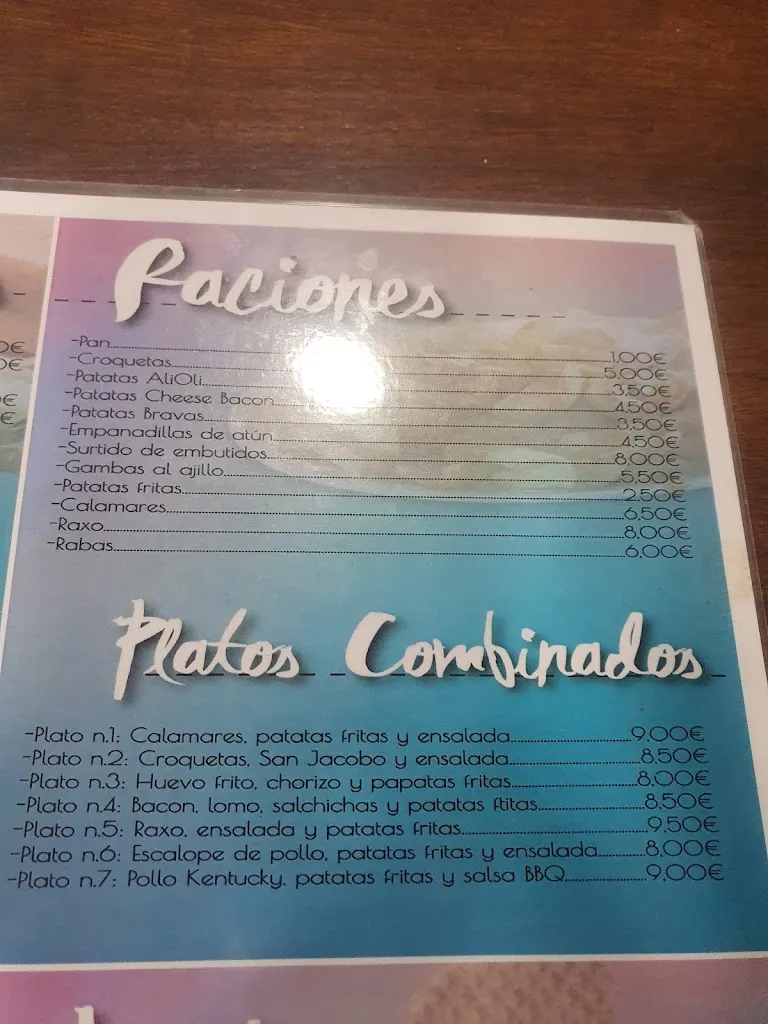 Raciones
-Pan 1,00€
-Croquetas 5,00€
-Patatas AliOli 3,50€
-Patatas Cheese Bacon 4,50€
-Patatas Bravas 3,50€
-Empanadillas de atún 4,50€
-Surtido de embutidos 8,00€
-Gambas al ajillo 5,50€
-Patatas fritas 2,50€
-Calamares 6,50€
-Raxo 8,00€
-Rabas 6,00€
Platos Combinados
-Plato n.1: Calamares, patatas fritas y ensalada 9,00€
-Plato n.2: Croquetas, San Jacobo y ensalada 8,50€
-Plato n.3: Huevo frito, chorizo y papatas fritas 8,00€
-Plato n.4: Bacon, lomo, salchichas y patatas ftitas 8,50€
-Plato n.5: Raxo, ensalada y patatas fritas 9,50€
-Plato n.6: Escalope de pollo, patatas fritas y ensalada 8,00€
-Plato n.7: Pollo Kentucky, patatas fritas y salsa BBQ 9,00€